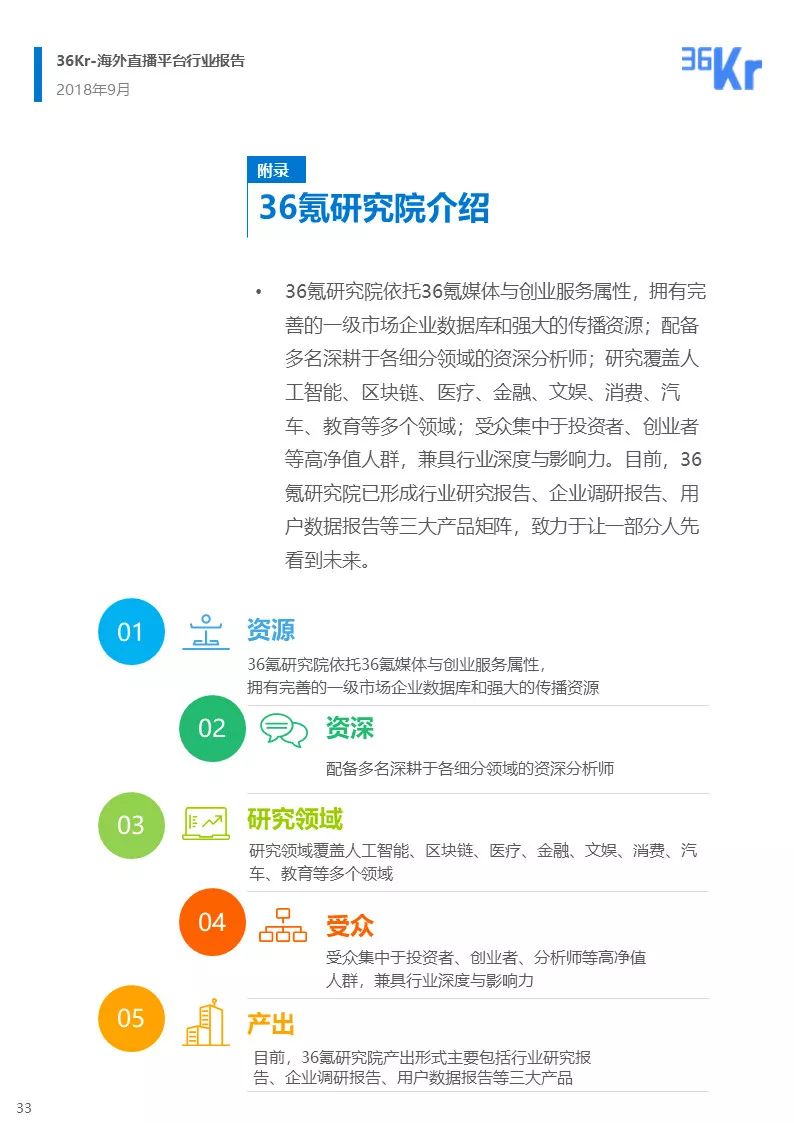 36Kr-海外直播平台行业报告
2018年9月
36Kr
附录
36氪研究院介绍
• 36氪研究院依托36氪媒体与创业服务属性，拥有完
善的一级市场企业数据库和强大的传播资源；配备
多名深耕于各细分领域的资深分析师；研究覆盖人
工智能、区块链、医疗、金融、文娱、消费、汽
车、教育等多个领域；受众集中于投资者、创业者
等高净值人群，兼具行业深度与影响力。目前，36
氪研究院已形成行业研究报告、企业调研报告、用
户数据报告等三大产品矩阵，致力于让一部分人先
看到未来。
01
资源
36氪研究院依托36氪媒体与创业服务属性，
拥有完善的一级市场企业数据库和强大的传播资源
02
资深
配备多名深耕于各细分领域的资深分析师
03
研究领域
研究领域覆盖人工智能、区块链、医疗、金融、文娱、消费、汽
车、教育等多个领域
04
受众
受众集中于投资者、创业者、分析师等高净值
人群，兼具行业深度与影响力
05
产出
目前，36氪研究院产出形式主要包括行业研究报
告、企业调研报告、用户数据报告等三大产品
33